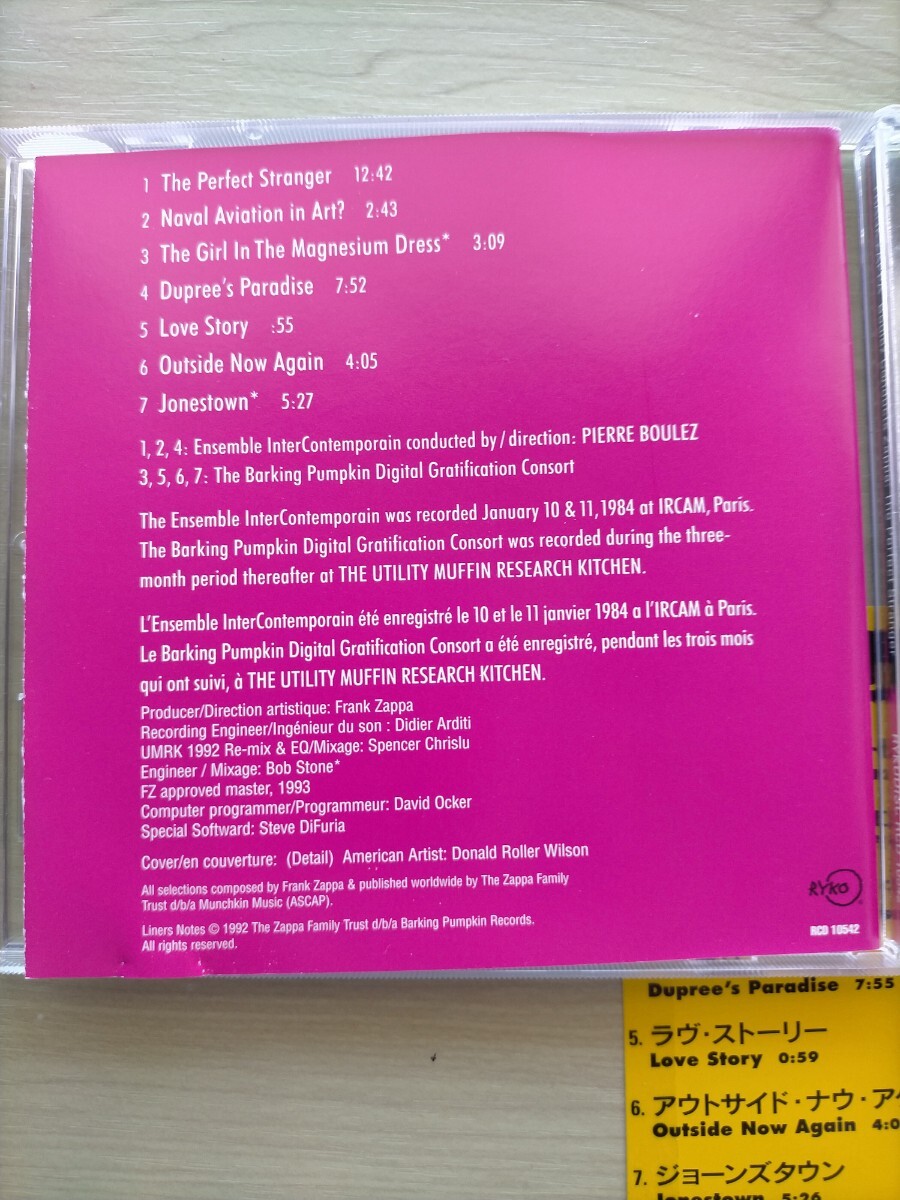 1 The Perfect Stranger 12:42
2 Naval Aviation in Art? 2:43
3 The Girl In The Magnesium Dress* 3:09
4 Dupree's Paradise 7:52
5 Love Story :55
6 Outside Now Again 4:05
7 Jonestown* 5:27
1, 2, 4: Ensemble InterContemporain conducted by / direction: PIERRE BOULEZ
3, 5, 6, 7: The Barking Pumpkin Digital Gratification Consort
The Ensemble InterContemporain was recorded January 10 & 11, 1984 at IRCAM, Paris.
The Barking Pumpkin Digital Gratification Consort was recorded during the three-
month period thereafter at THE UTILITY MUFFIN RESEARCH KITCHEN.
L'Ensemble InterContemporain été enregistré le 10 et le 11 janvier 1984 a l'IRCAM à Paris.
Le Barking Pumpkin Digital Gratification Consort a été enregistré, pendant les trois mois
qui ont suivi, à THE UTILITY MUFFIN RESEARCH KITCHEN.
Producer/Direction artistique: Frank Zappa
Recording Engineer/Ingénieur du son : Didier Arditi
UMRK 1992 Re-mix & EQ/Mixage: Spencer Chrislu
Engineer / Mixage: Bob Stone*
FZ approved master, 1993
Computer programmer/Programmeur: David Ocker
Special Softward: Steve DiFuria
Cover/en couverture: (Detail) American Artist: Donald Roller Wilson
All selections composed by Frank Zappa & published worldwide by The Zappa Family
Trust d/b/a Munchkin Music (ASCAP).
Liners Notes © 1992 The Zappa Family Trust d/b/a Barking Pumpkin Records.
All rights reserved.
RYKO
RCD 10542
Dupree's Paradise 7:55
5. ラヴ・ストーリー
Love Story 0:59
6. アウトサイド・ナウ・ア
Outside Now Again 4:0
7. ジョーンズタウン
Jonestown 5:26